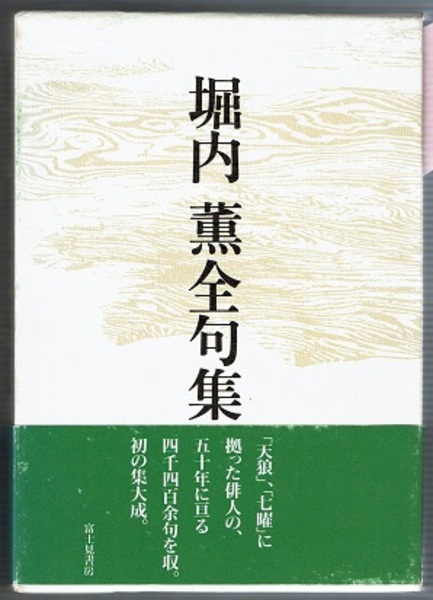 堀内 薫全句集
「天狼」、「七曜」に
拠った俳人の、
五十年に亘る
四千四百余句を収。
初の集大成。
富士見書房